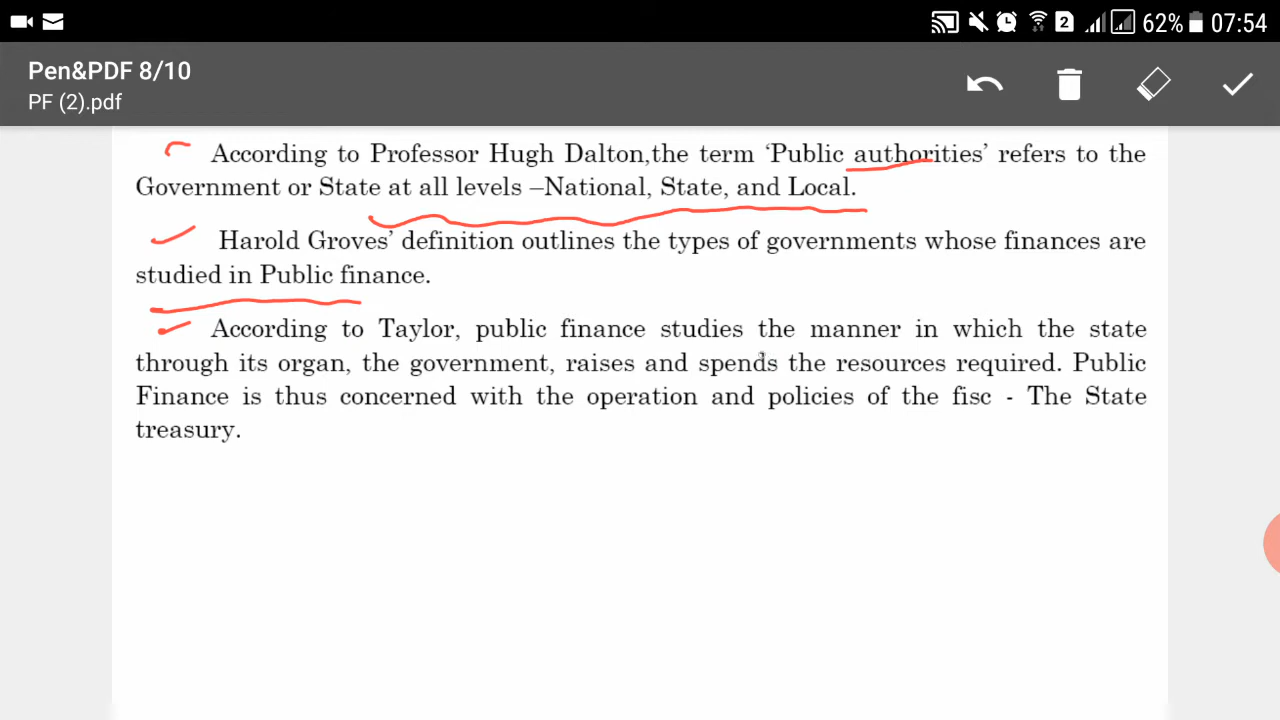 2 62% 07:54
Pen&PDF 8/10
PF (2).pdf
According to Professor Hugh Dalton,the term ‘Public authorities’ refers to the
Government or State at all levels –National, State, and Local.
Harold Groves’ definition outlines the types of governments whose finances are
studied in Public finance.
According to Taylor, public finance studies the manner in which the state
through its organ, the government, raises and spends the resources required. Public
Finance is thus concerned with the operation and policies of the fisc - The State
treasury.